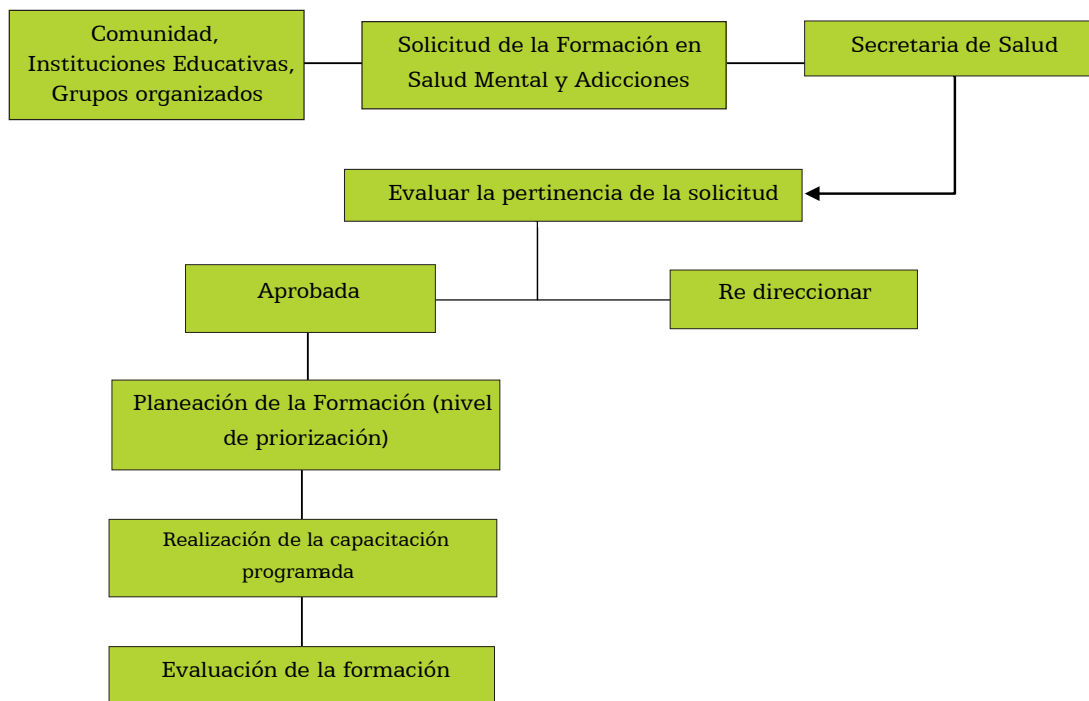 Comunidad,
Instituciones Educativas,
Grupos organizados
Solicitud de la Formación en
Salud Mental y Adicciones
Secretaria de Salud
Evaluar la pertinencia de la solicitud
Aprobada
Re direccionar
Planeación de la Formación (nivel
de priorización)
Realización de la capacitación
programada
Evaluación de la formación